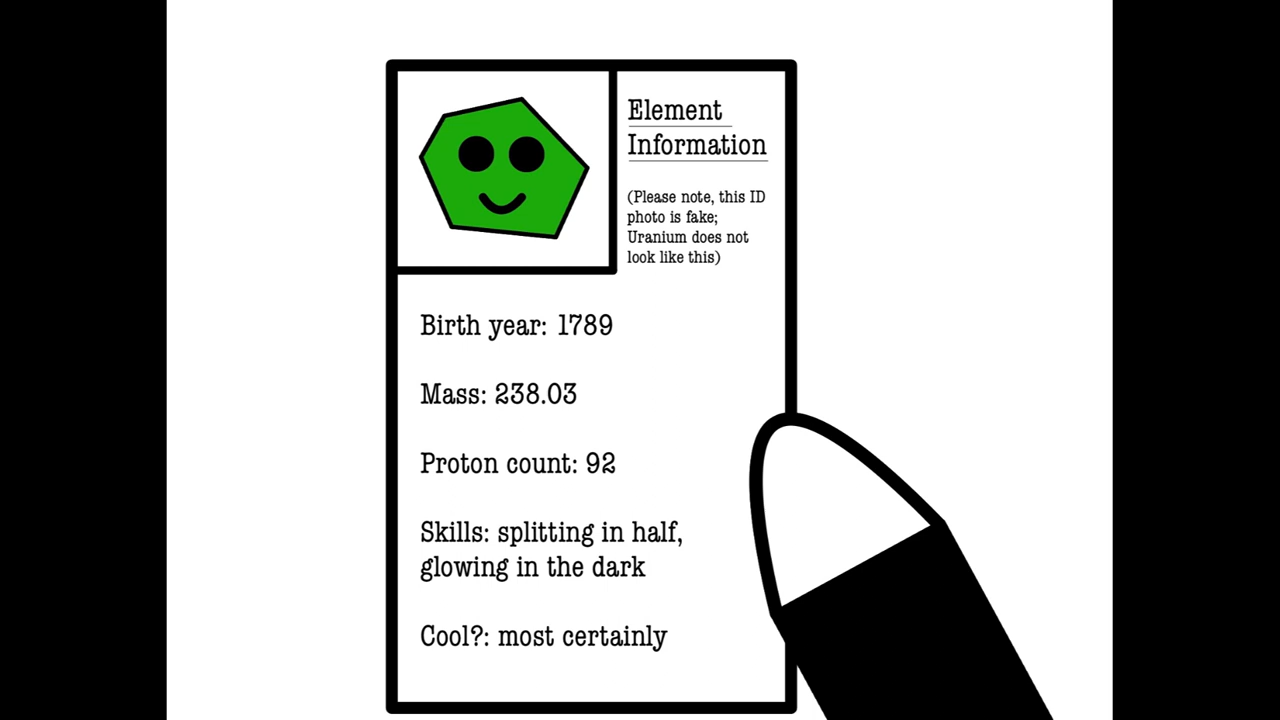 Element
Information
(Please note, this ID
photo is fake;
Uranium does not
look like this)
Birth year: 1789
Mass: 238.03
Proton count: 92
Skills: splitting in half,
glowing in the dark
Cool?: most certainly